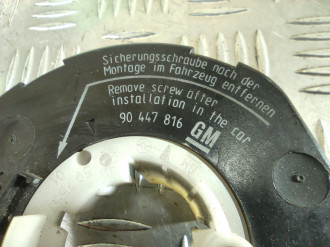 Sicherungsschraube nach der
Montage im Fahrzeug entfernen
Remove screw after
installation in the car
90 447 816 GM